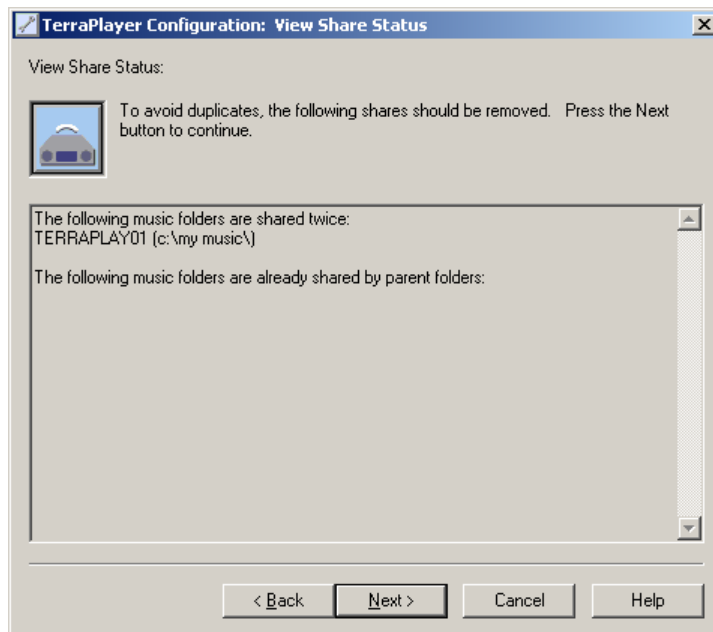 TerraPlayer Configuration: View Share Status
View Share Status:
To avoid duplicates, the following shares should be removed. Press the Next
button to continue.
The following music folders are shared twice:
TERRAPLAY01 (c:\my music\)
The following music folders are already shared by parent folders:
< Back
Next >
Cancel
Help